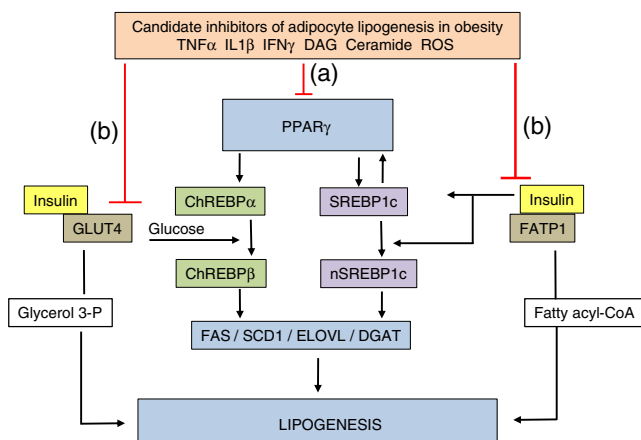 Candidate inhibitors of adipocyte lipogenesis in obesity
TNFα IL1β IFNγ DAG Ceramide ROS
(a)
(b)
(b)
PPARγ
Insulin
GLUT4
Glucose
ChREBPα
SREBP1c
Insulin
FATP1
ChREBPβ
nSREBP1c
Glycerol 3-P
Fatty acyl-CoA
FAS / SCD1 / ELOVL / DGAT
LIPOGENESIS